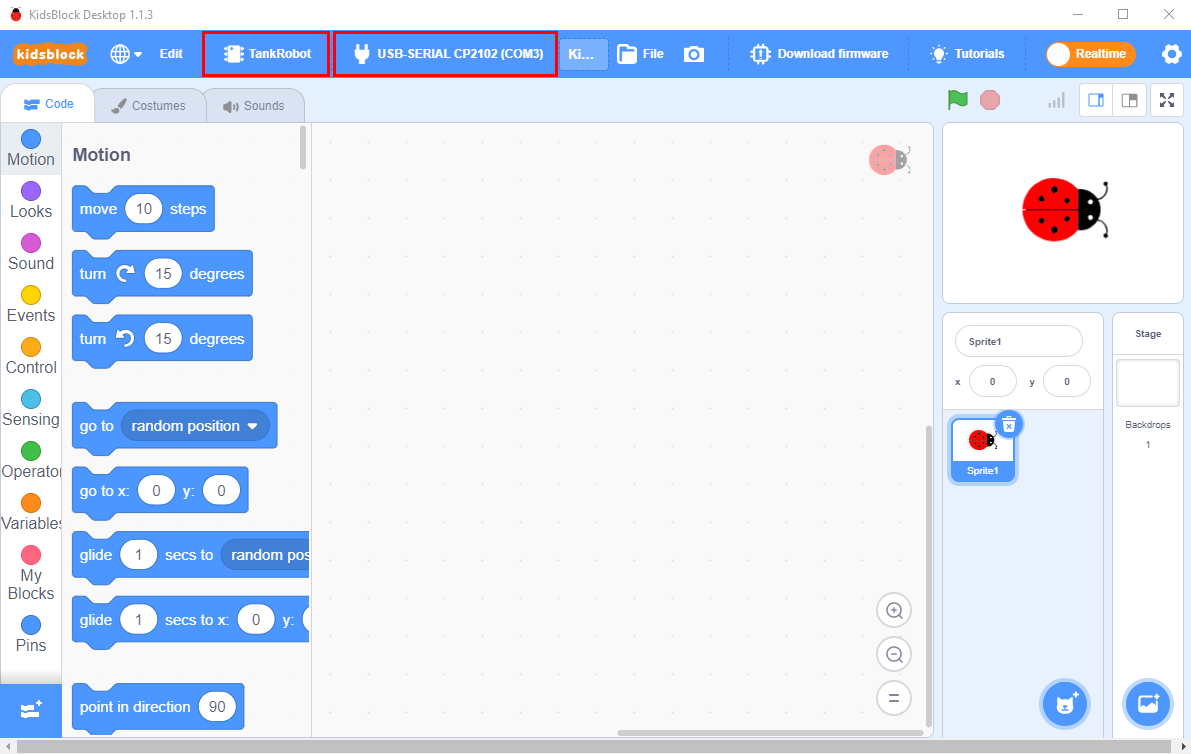 KidsBlock Desktop 1.1.3
kidsblock
Edit
TankRobot
USB-SERIAL CP2102 (COM3)
Ki...
File
Download firmware
Tutorials
Realtime
Code
Costumes
Sounds
Motion
Looks
Sound
Events
Control
Sensing
Operator
Variables
My
Blocks
Pins
Motion
move 10 steps
turn 15 degrees
turn 15 degrees
go to random position
go to x: 0 y: 0
glide 1 secs to random pos
glide 1 secs to x: 0 y:
point in direction 90
Sprite1
x 0 y 0
Sprite1
Stage
Backdrops
1